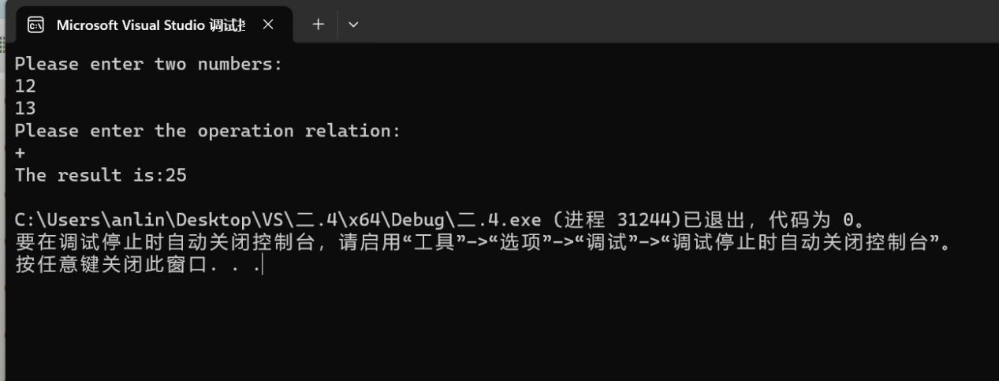 Microsoft Visual Studio 调试
Please enter two numbers:
12
13
Please enter the operation relation:
+
The result is:25
C:\Users\anlin\Desktop\VS\二.4\x64\Debug\二.4.exe (进程 31244)已退出，代码为 0。
要在调试停止时自动关闭控制台，请启用“工具”->“选项”->“调试”->“调试停止时自动关闭控制台”。
按任意键关闭此窗口. . .